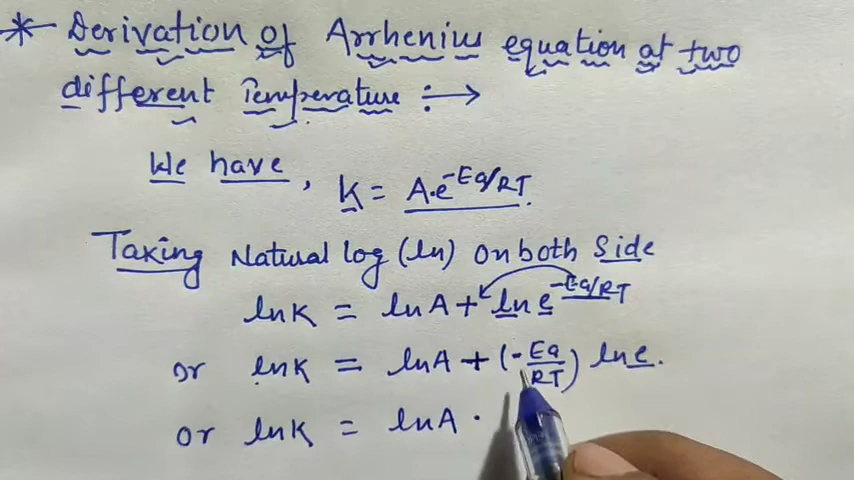 * Derivation of Arrhenius equation at two
different Temperature :→
We have, k = A.e^-Ea/RT
Taking Natural log (ln) on both Side
lnK = lnA + ln e^-Ea/RT
or lnK = lnA + (-Ea/RT) lne.
or lnK = lnA